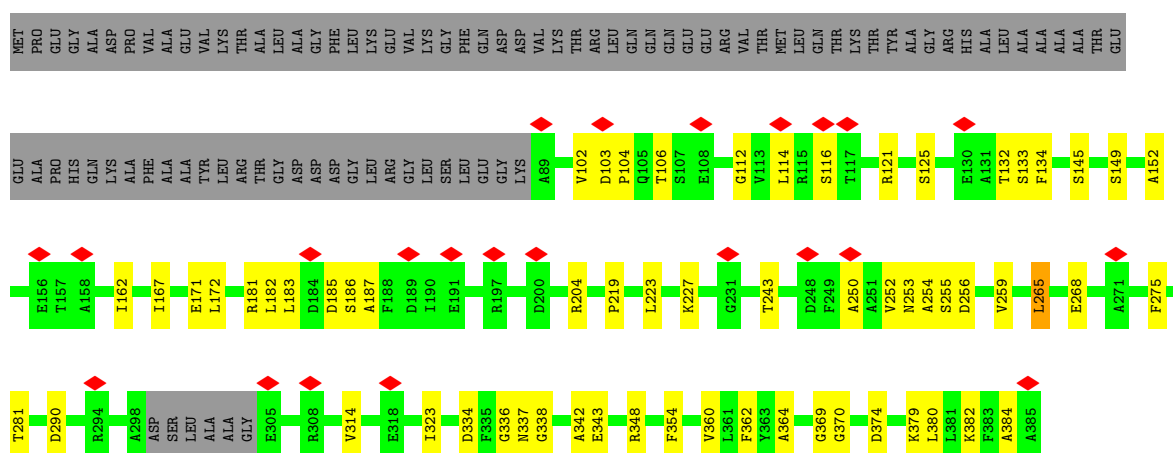 MET PRO GLU GLY ALA ASP PRO VAL ALA GLU VAL LYS THR ALA LEU ALA GLY PHE LEU LYS GLU VAL LYS GLY PHE GLN ASP ASP VAL LYS THR ARG LEU GLN GLN GLN GLU GLU ARG VAL THR MET LEU GLN THR LYS THR TYR ALA GLY ARG HIS ALA LEU ALA ALA ALA ALA THR GLU
GLU ALA PRO HIS GLN LYS ALA PHE ALA ALA TYR LEU ARG THR GLY ASP ASP ASP GLY LEU ARG GLY LEU SER LEU GLU GLY LYS A89 V102 D103 P104 Q105 T106 S107 E108 G112 V113 L114 R115 S116 T117 R121 S125 E130 A131 T132 S133 F134 S145 S149 A152
E156 T157 A158 I162 I167 E171 L172 R181 L182 L183 D184 D185 S186 A187 F188 D189 I190 E191 R197 D200 R204 P219 L223 K227 G231 T243 D248 F249 A250 A251 V252 N253 A254 S255 D256 V259 L265 E268 A271 F275
T281 D290 R294 A298 ASP SER LEU ALA ALA GLY E305 R308 V314 E318 I323 D334 F335 G336 N337 G338 A342 E343 R348 F354 V360 L361 F362 Y363 A364 G369 G370 D374 K379 L380 L381 K382 F383 A384 A385